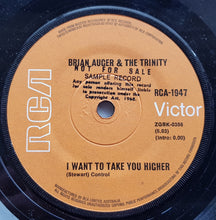 BRIAN AUGER & THE TRINITY
NOT FOR SALE
SAMPLE RECORD
Any person offering this
for sale renders himself liable
to prosecution under the
Copyright Act, 1968.
RCA-1947
RCA
Victor
ZGBK-0356
(5.03)
(Intro: 0.00)
I WANT TO TAKE YOU HIGHER
(Stewart) Control